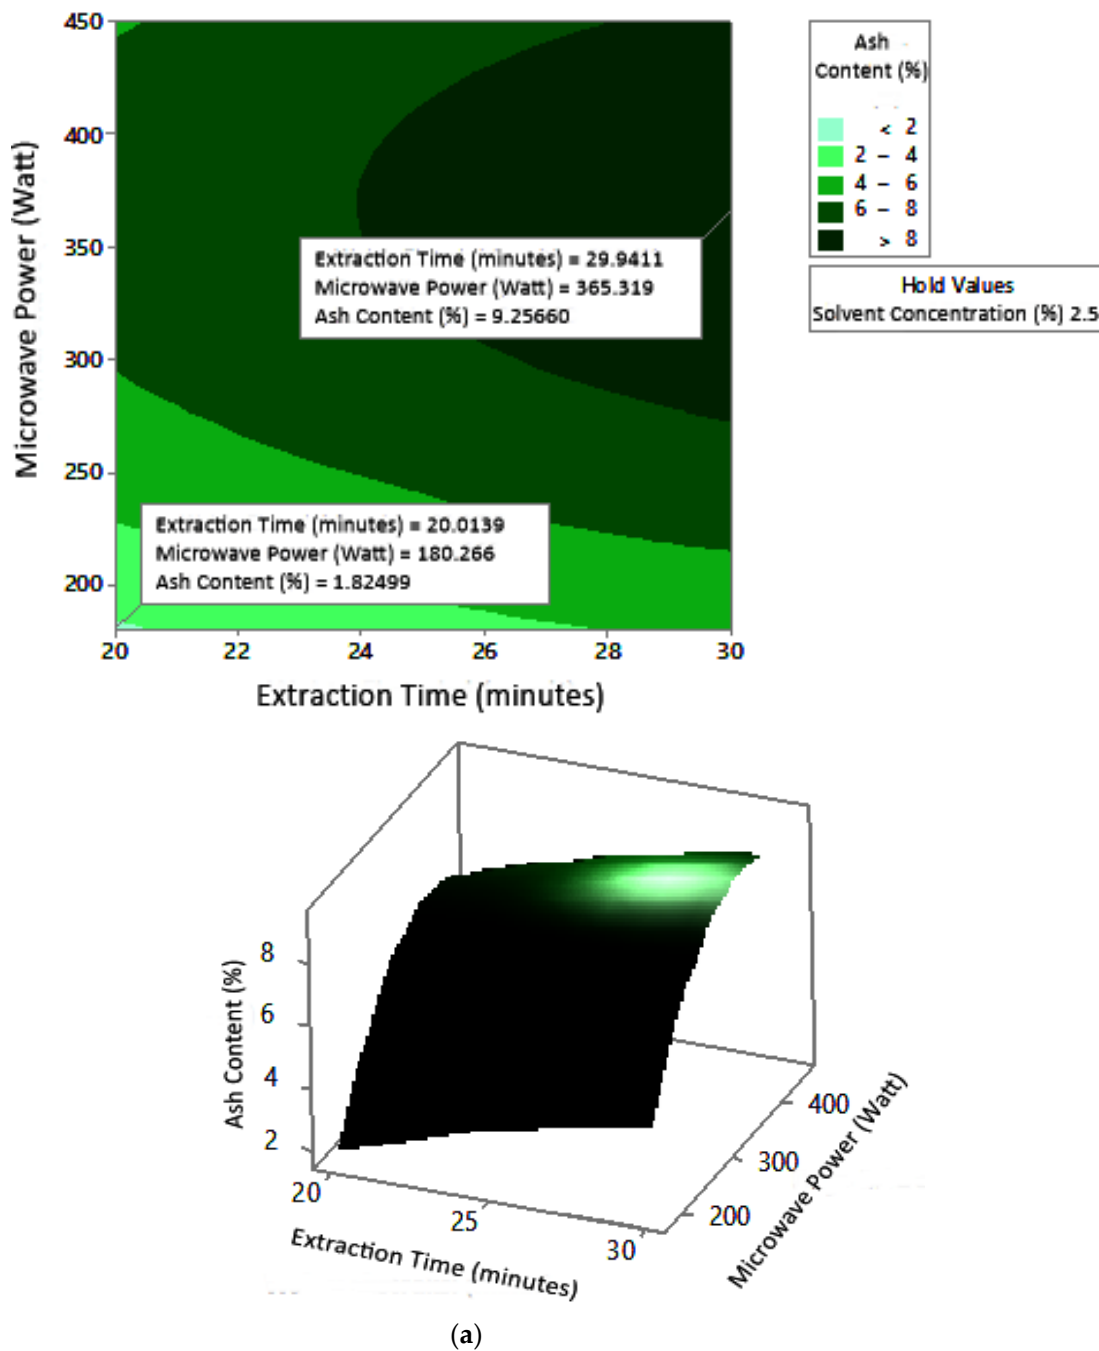 450
400
350
300
250
200
Microwave Power (Watt)
Extraction Time (minutes) = 29.9411
Microwave Power (Watt) = 365.319
Ash Content (%) = 9.25660
Extraction Time (minutes) = 20.0139
Microwave Power (Watt) = 180.266
Ash Content (%) = 1.82499
20 22 24 26 28 30
Extraction Time (minutes)
Ash
Content (%)
< 2
2 – 4
4 – 6
6 – 8
> 8
Hold Values
Solvent Concentration (%) 2.5
8
6
4
2
Ash Content (%)
20
25
30
Extraction Time (minutes)
200
300
400
Microwave Power (Watt)
(a)